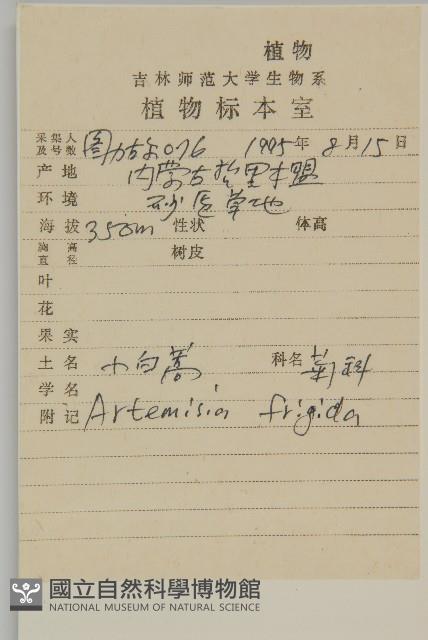 植物
吉林师范大学生物系
植物标本室
采集人及号数 图力古尔076 1995年8月15日
产地 内蒙古哲里木盟
环境 砂质草地
海拔 350m 性状 体高
胸高直径 树皮
叶
花
果实
土名 小白蒿 科名 菊科
学名
附记 Artemisia frigida
國立自然科學博物館
NATIONAL MUSEUM OF NATURAL SCIENCE